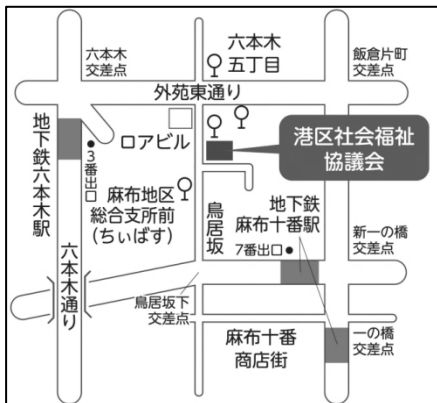 六本木
交差点
六本木
五丁目
飯倉片町
交差点
外苑東通り
地下鉄六本木駅
3番出口
ロアビル
港区社会福祉
協議会
麻布地区
総合支所前
(ちぃばす)
鳥居坂
地下鉄
麻布十番駅
7番出口
新一の橋
交差点
六本木通り
鳥居坂下
交差点
麻布十番
商店街
一の橋
交差点